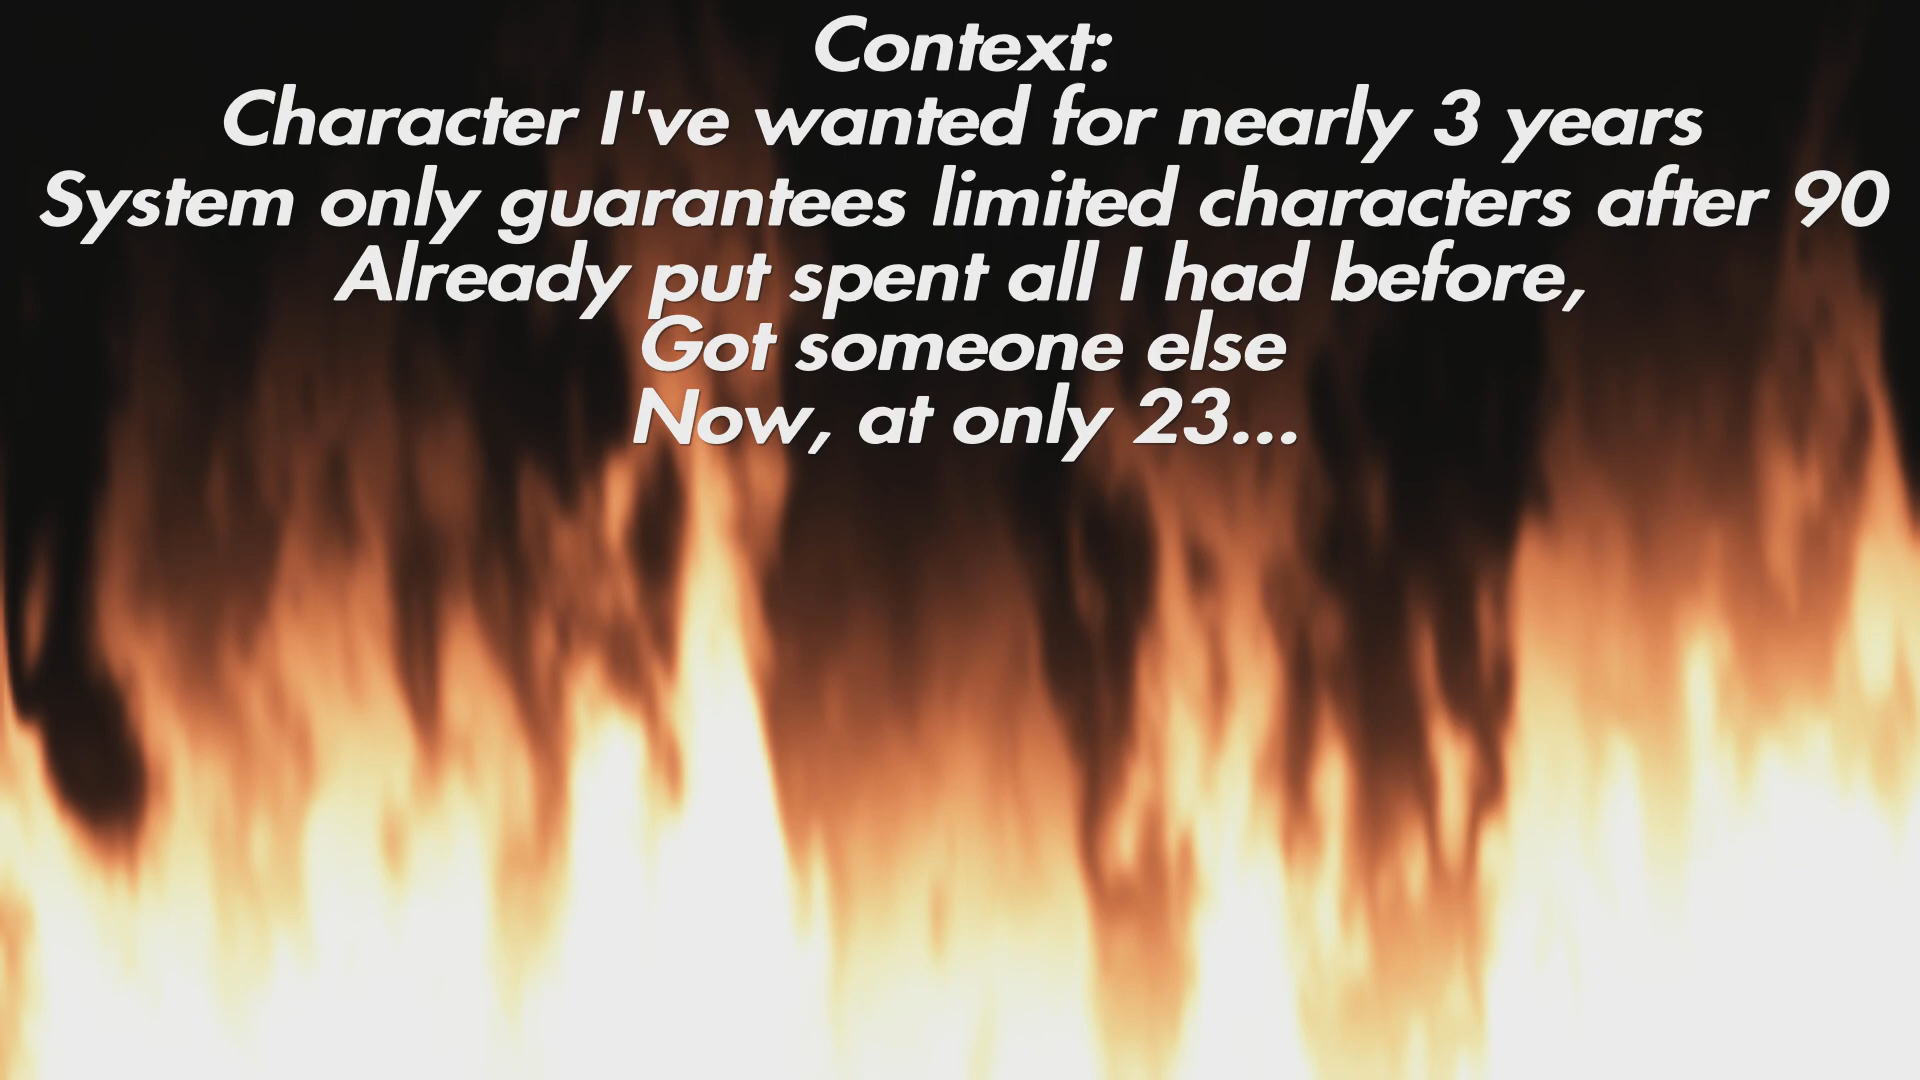 Context:
Character I've wanted for nearly 3 years
System only guarantees limited characters after 90
Already put spent all I had before,
Got someone else
Now, at only 23...